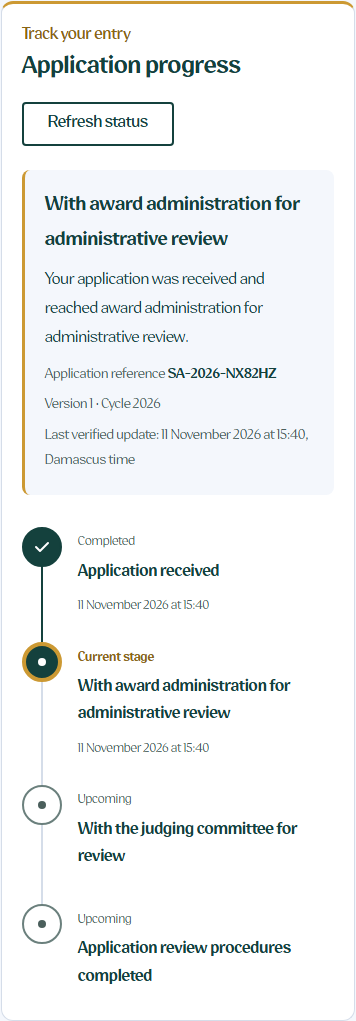 Track your entry
Application progress
Refresh status
With award administration for
administrative review
Your application was received and
reached award administration for
administrative review.
Application reference SA-2026-NX82HZ
Version 1 · Cycle 2026
Last verified update: 11 November 2026 at 15:40,
Damascus time
Completed
Application received
11 November 2026 at 15:40
Current stage
With award administration for
administrative review
11 November 2026 at 15:40
Upcoming
With the judging committee for
review
Upcoming
Application review procedures
completed